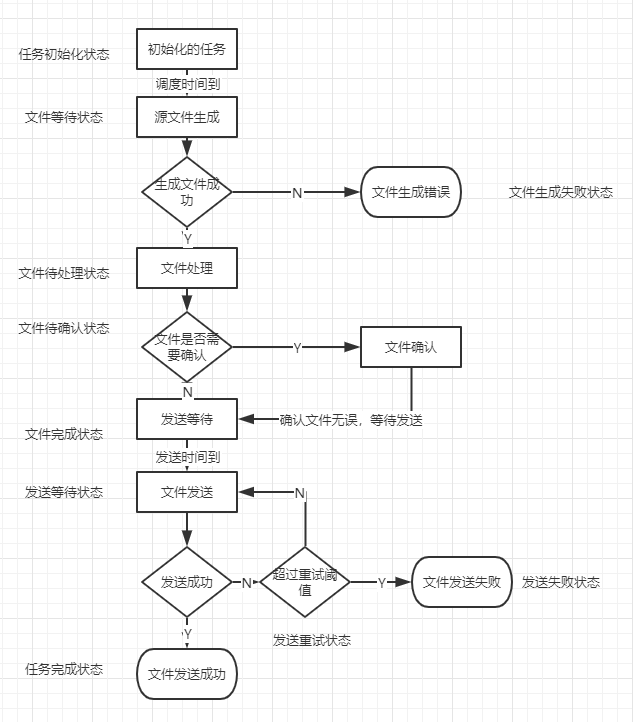 任务初始化状态
初始化的任务
调度时间到
文件等待状态
源文件生成
生成文件成
功
N
文件生成错误
文件生成失败状态
Y
文件待处理状态
文件处理
文件待确认状态
文件是否需
要确认
Y
文件确认
N
发送等待
确认文件无误，等待发送
文件完成状态
发送时间到
发送等待状态
文件发送
N
发送成功
N
超过重试阈
值
Y
文件发送失败
发送失败状态
Y
发送重试状态
任务完成状态
文件发送成功